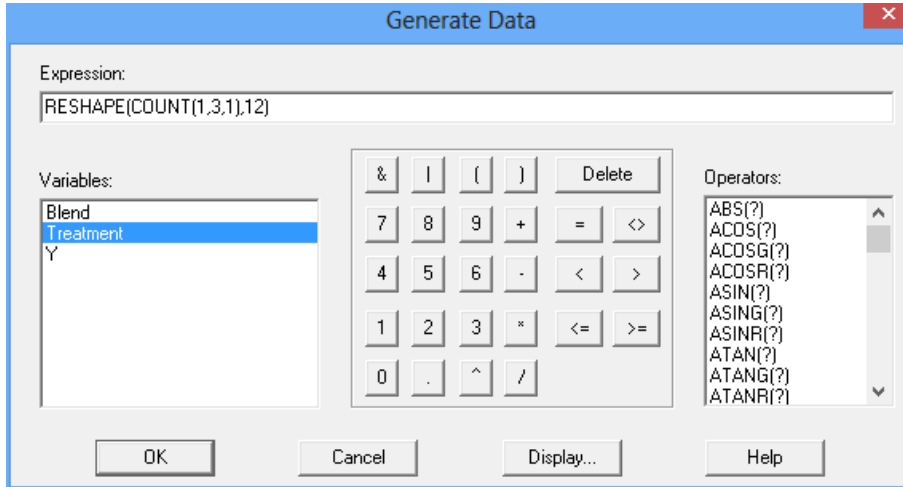 Generate Data
Expression:
RESHAPE(COUNT(1,3,1),12)
Variables:
Blend
Treatment
Y
& | ( ) Delete
7 8 9 + = <>
4 5 6 - < >
1 2 3 * <= >=
0 . ^ /
Operators:
ABS(?)
ACOS(?)
ACOSG(?)
ACOSR(?)
ASIN(?)
ASING(?)
ASINR(?)
ATAN(?)
ATANG(?)
ATANR(?)
OK Cancel Display... Help